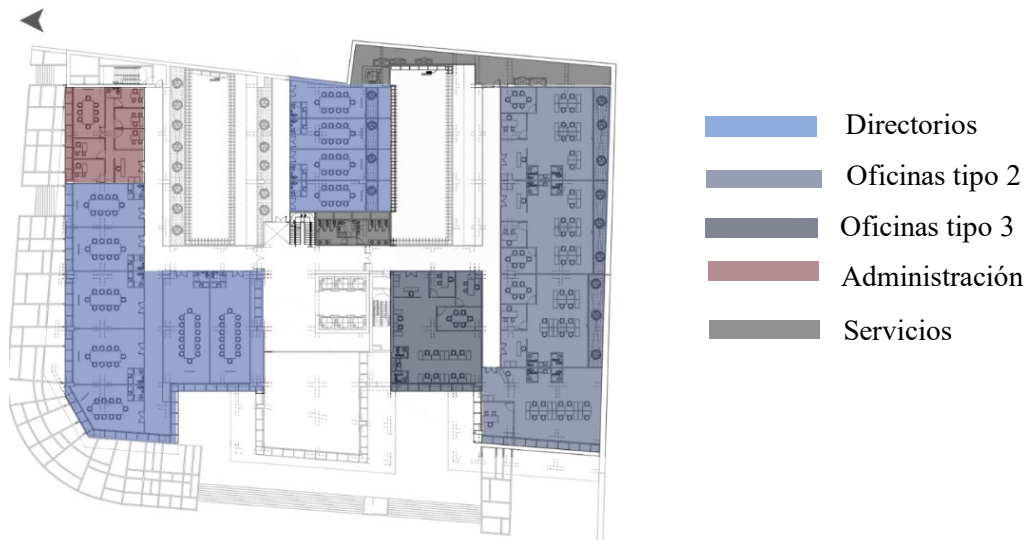 Directorios
Oficinas tipo 2
Oficinas tipo 3
Administración
Servicios